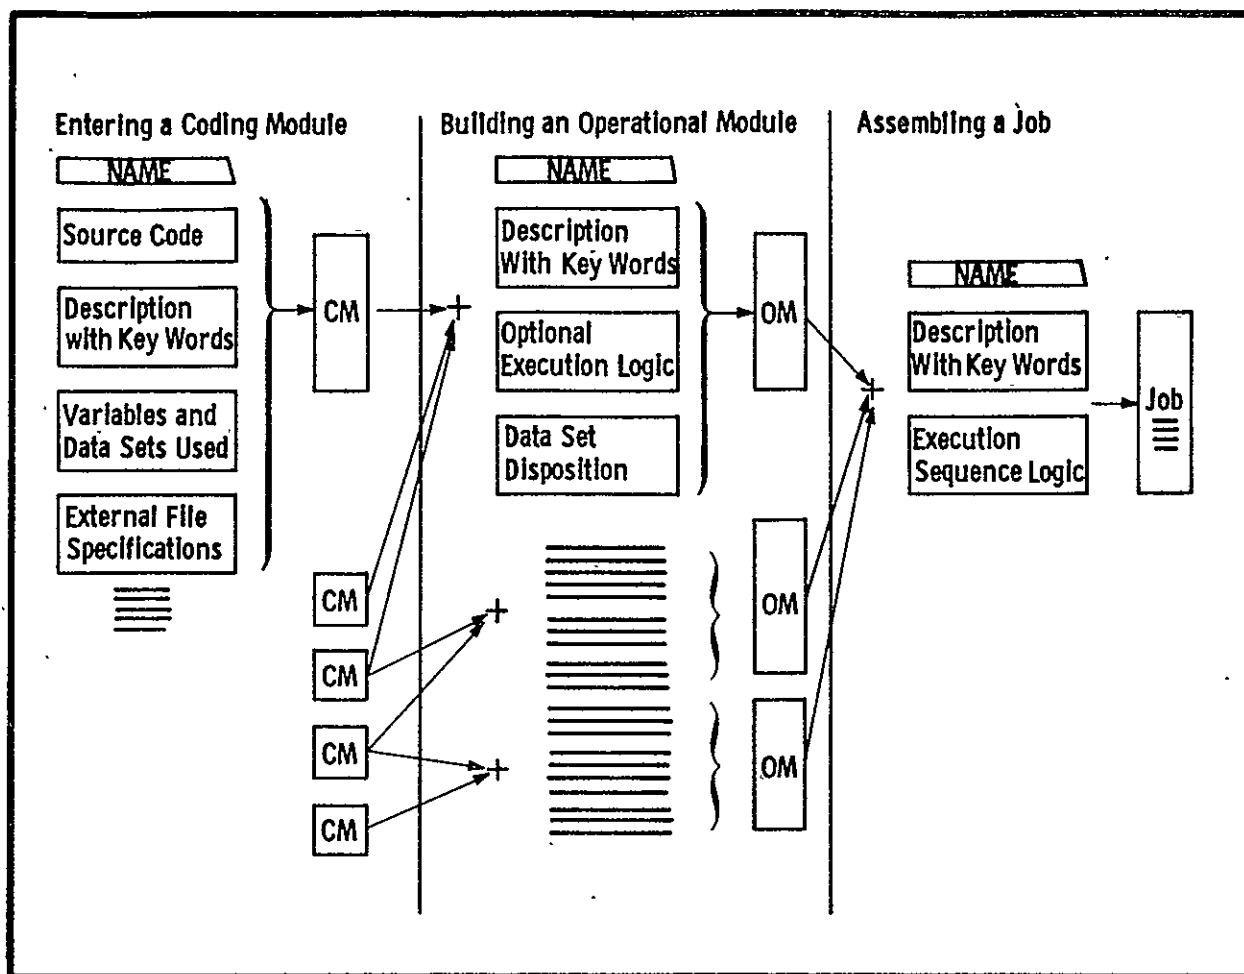 Entering a Coding Module
NAME
Source Code
Description
with Key Words
Variables and
Data Sets Used
External File
Specifications
CM
CM
CM
CM
CM
Building an Operational Module
NAME
Description
With Key Words
Optional
Execution Logic
Data Set
Disposition
OM
OM
OM
Assembling a Job
NAME
Description
With Key Words
Execution
Sequence Logic
Job